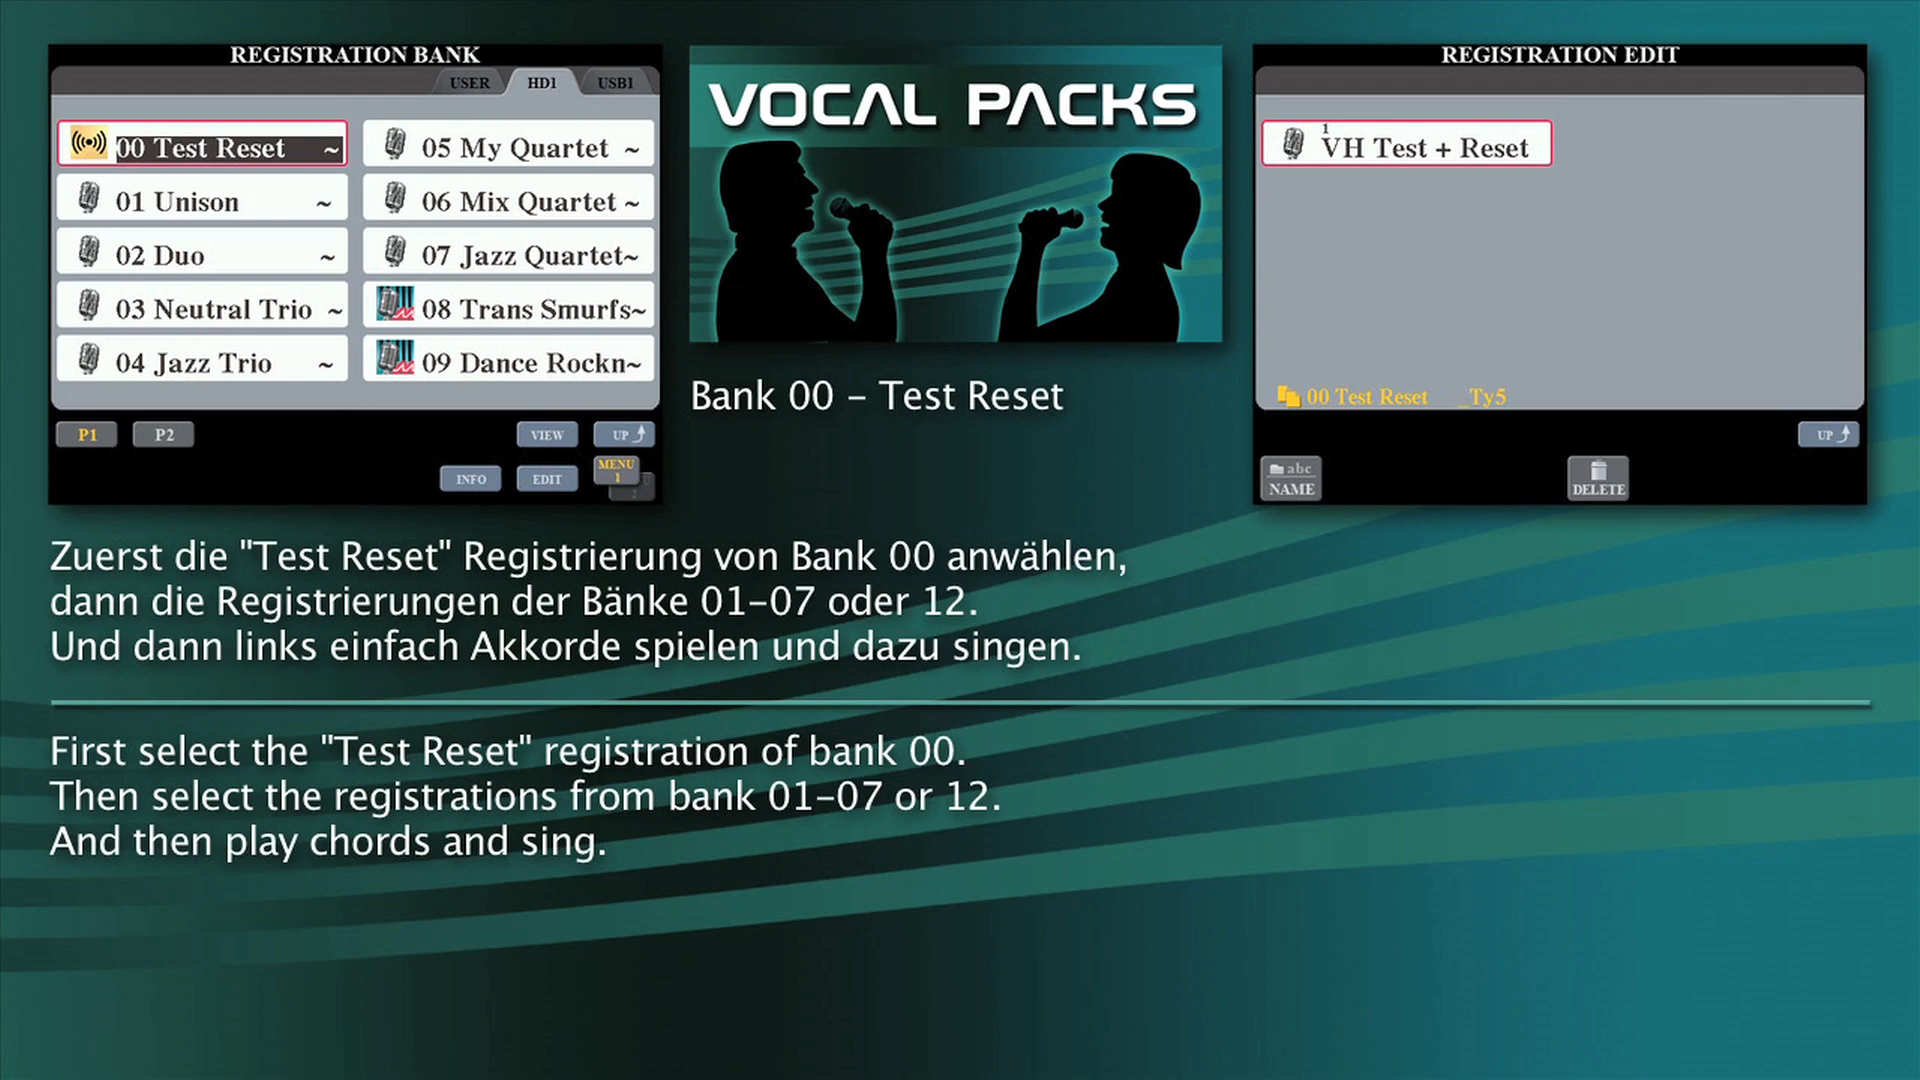 REGISTRATION BANK
USER HD1 USB1
00 Test Reset ~
05 My Quartet ~
01 Unison ~
06 Mix Quartet ~
02 Duo ~
07 Jazz Quartet~
03 Neutral Trio ~
08 Trans Smurfs~
04 Jazz Trio ~
09 Dance Rockn~
P1 P2 VIEW UP
INFO EDIT MENU
1
2
VOCAL PACKS
Bank 00 – Test Reset
REGISTRATION EDIT
1
VH Test + Reset
00 Test Reset _Ty5
UP
abc
NAME
DELETE
Zuerst die "Test Reset" Registrierung von Bank 00 anwählen,
dann die Registrierungen der Bänke 01–07 oder 12.
Und dann links einfach Akkorde spielen und dazu singen.
First select the "Test Reset" registration of bank 00.
Then select the registrations from bank 01–07 or 12.
And then play chords and sing.